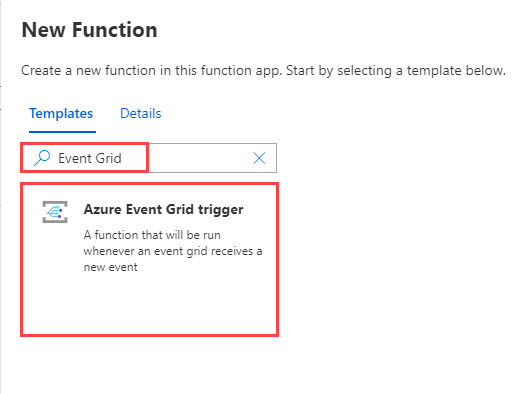 New Function
Create a new function in this function app. Start by selecting a template below.
Templates
Details
Event Grid
Azure Event Grid trigger
A function that will be run
whenever an event grid receives a
new event